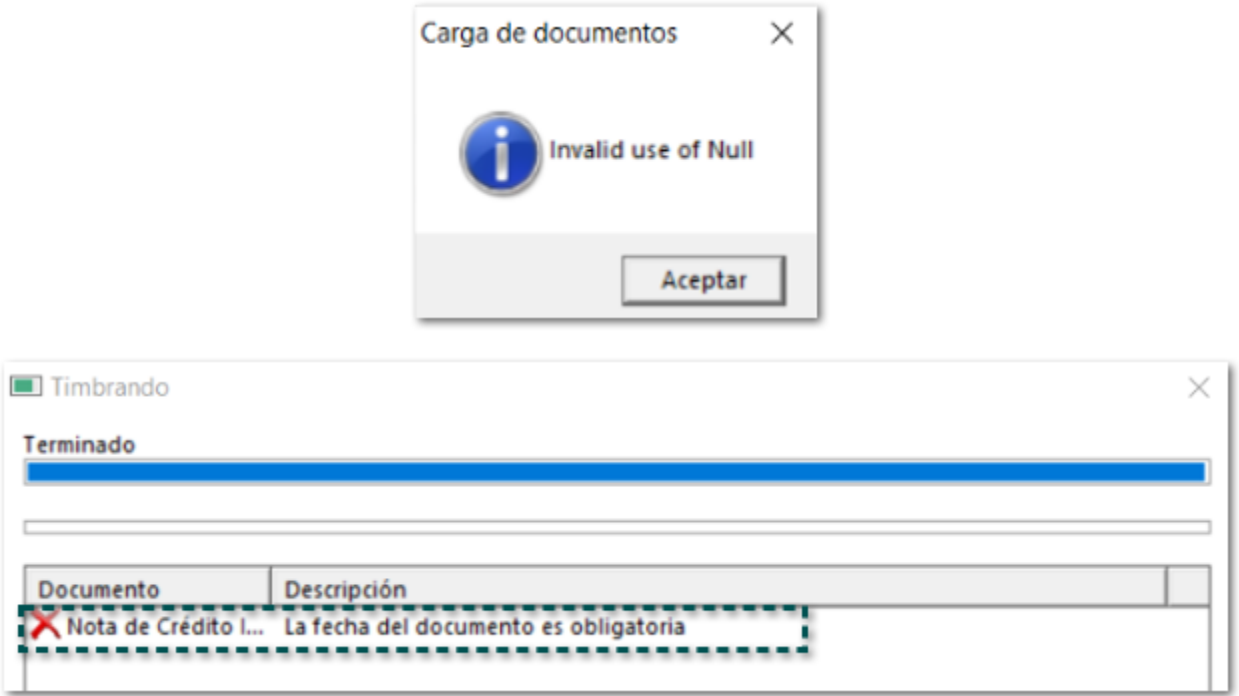 Carga de documentos
Invalid use of Null
Aceptar
Timbrando
Terminado
Documento Descripción
Nota de Crédito I... La fecha del documento es obligatoria